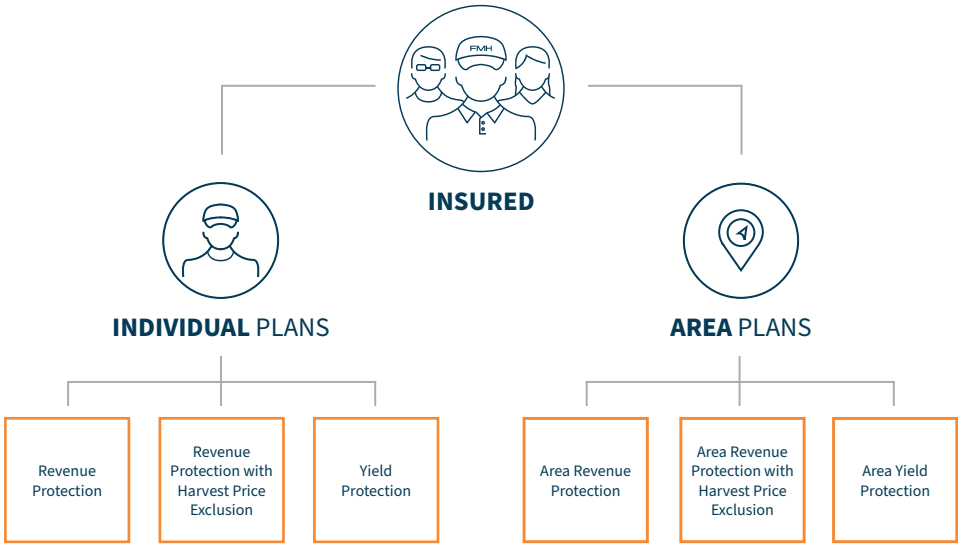 FMH
INSURED
INDIVIDUAL PLANS
AREA PLANS
Revenue
Protection
Revenue
Protection with
Harvest Price
Exclusion
Yield
Protection
Area Revenue
Protection
Area Revenue
Protection with
Harvest Price
Exclusion
Area Yield
Protection